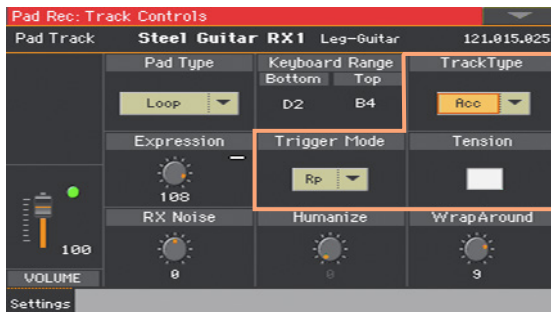 Pad Rec: Track Controls
Pad Track Steel Guitar RX1 Leg-Guitar 121.015.025
Pad Type Keyboard Range TrackType
Bottom Top
Loop D2 B4 Acc
Expression Trigger Mode Tension
Rp
108
RX Noise Humanize WrapAround
100
VOLUME 0 0 9
Settings